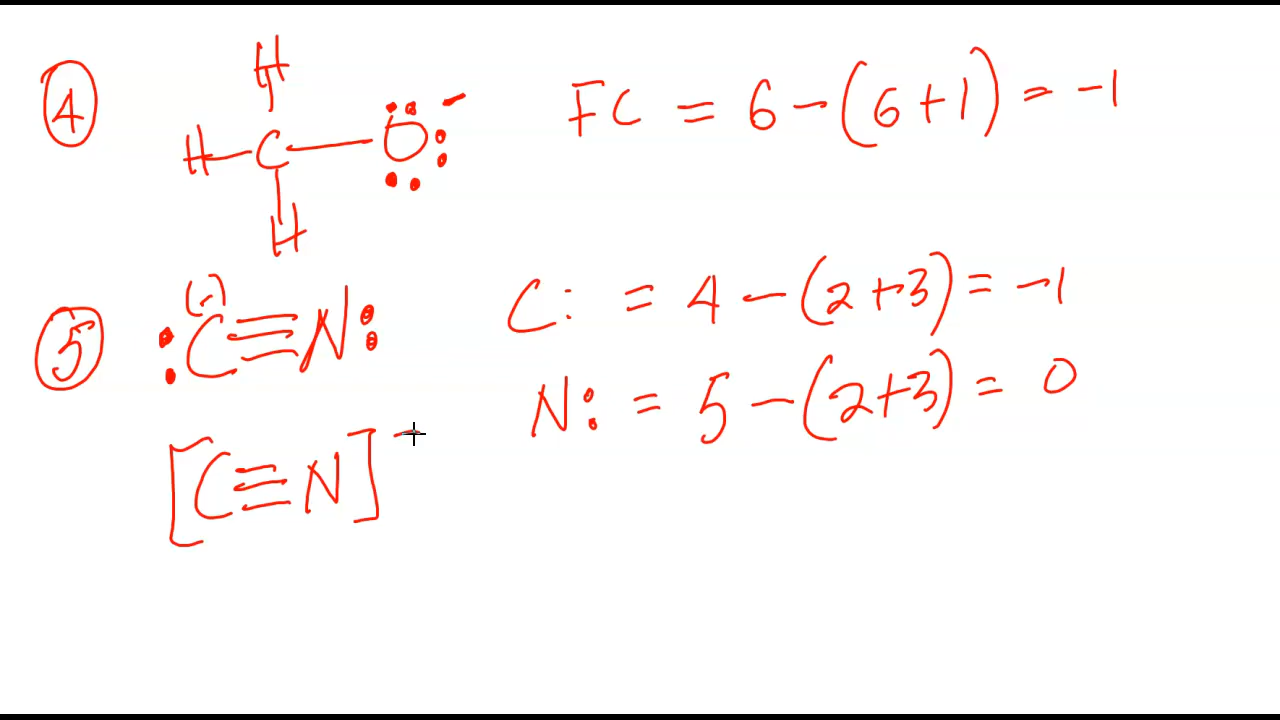 ④
H
H-C-O:⁻ FC = 6-(6+1) = -1
H
(-)
⑤ :C≡N: C: = 4-(2+3) = -1
N: = 5-(2+3) = 0
[C≡N]⁻